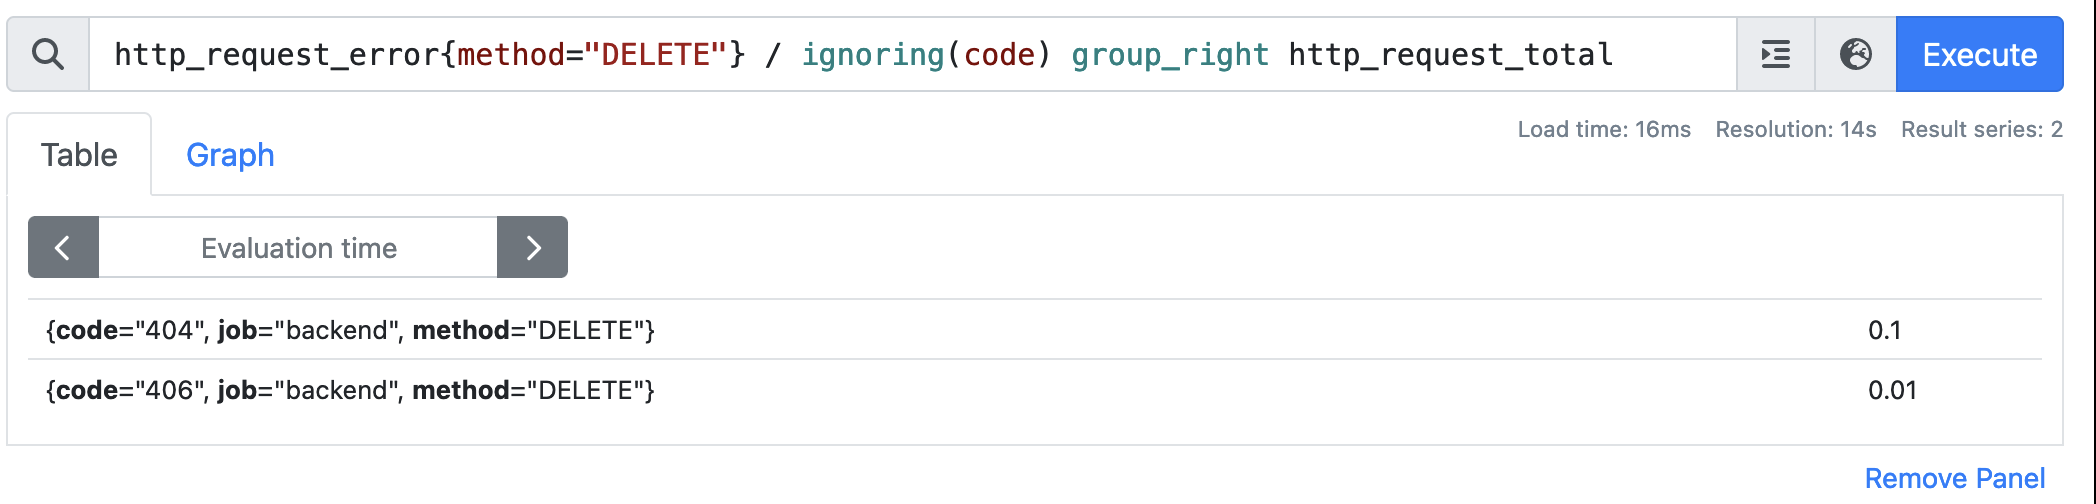 http_request_error{method="DELETE"} / ignoring(code) group_right http_request_total
Execute
Load time: 16ms Resolution: 14s Result series: 2
Table Graph
Evaluation time
{code="404", job="backend", method="DELETE"} 0.1
{code="406", job="backend", method="DELETE"} 0.01
Remove Panel